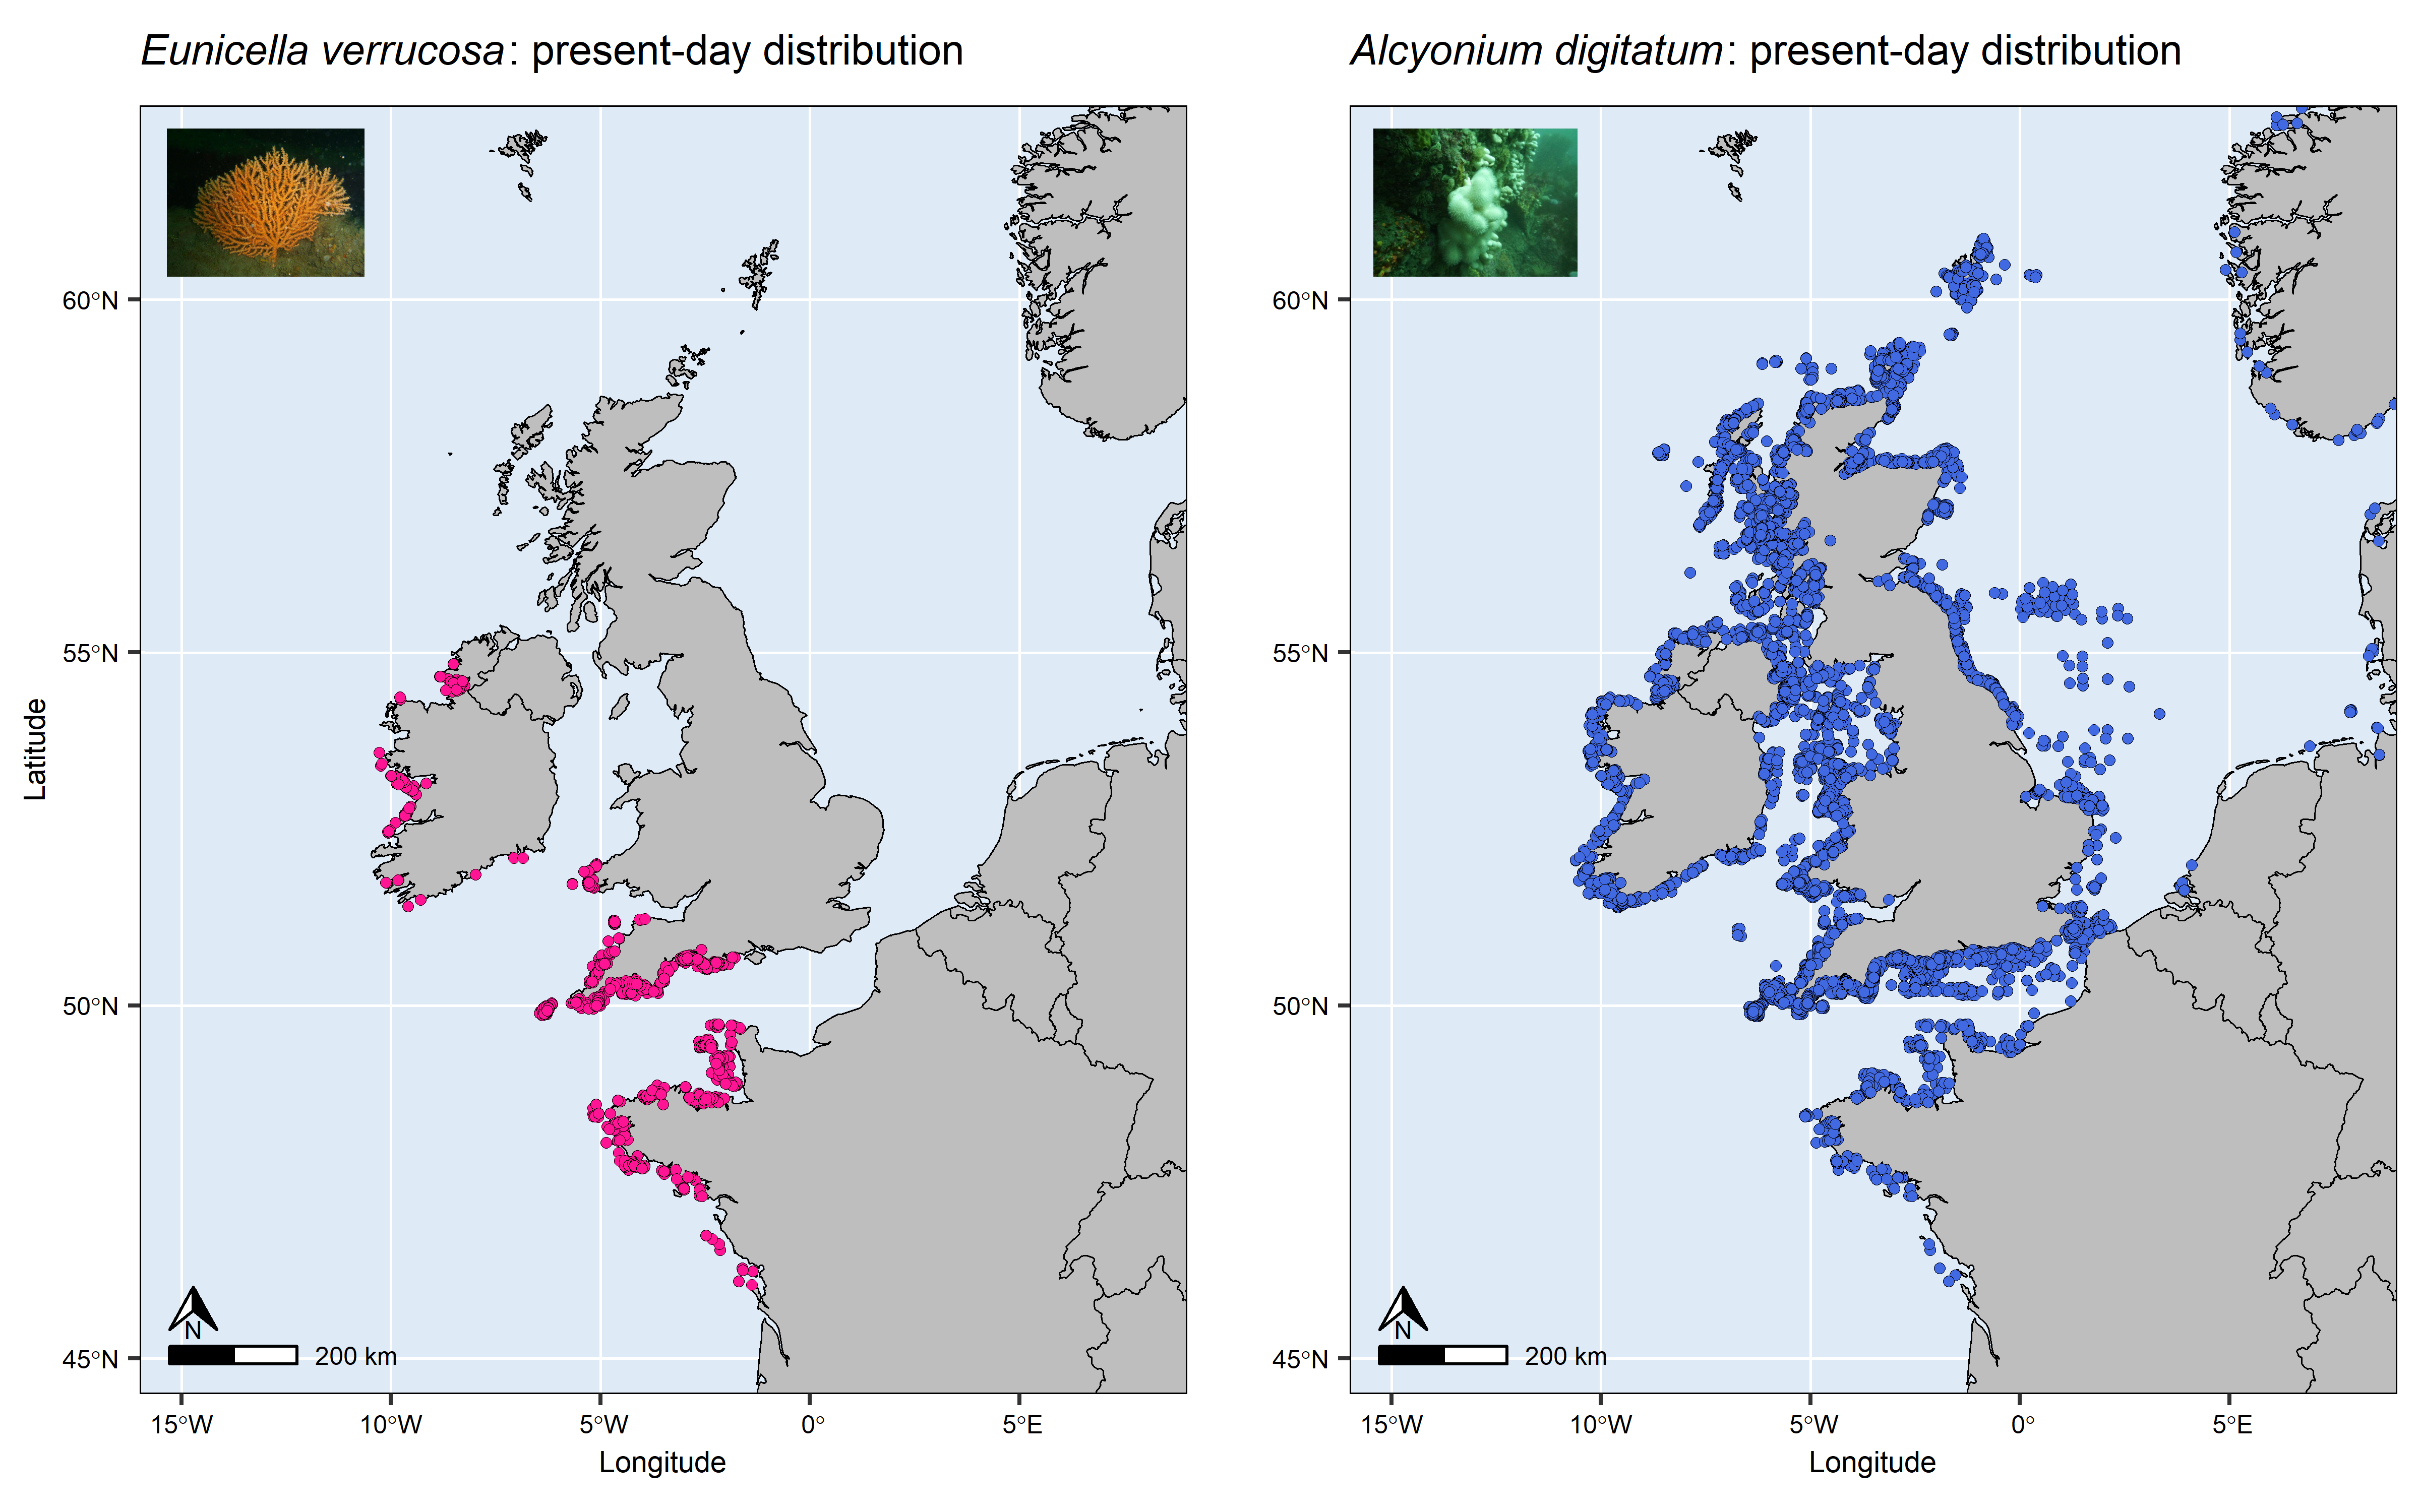 Eunicella verrucosa: present-day distribution
Alcyonium digitatum: present-day distribution
Latitude
60°N
55°N
50°N
45°N
N
200 km
15°W
10°W
5°W
0°
5°E
Longitude
60°N
55°N
50°N
45°N
N
200 km
15°W
10°W
5°W
0°
5°E
Longitude